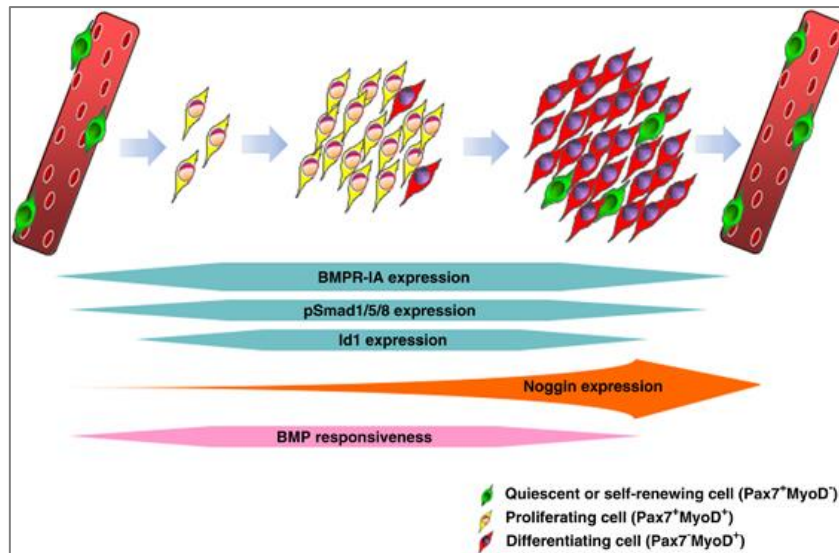 BMPR-IA expression
pSmad1/5/8 expression
Id1 expression
Noggin expression
BMP responsiveness
Quiescent or self-renewing cell (Pax7⁺MyoD⁻)
Proliferating cell (Pax7⁺MyoD⁺)
Differentiating cell (Pax7⁻MyoD⁺)